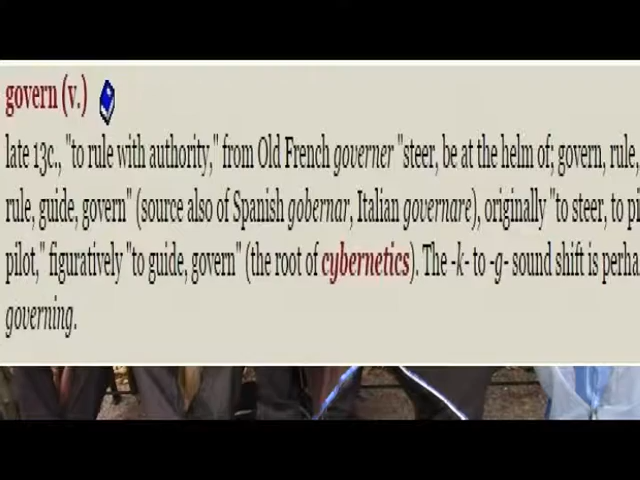 govern (v.)
late 13c., "to rule with authority," from Old French governer "steer, be at the helm of; govern, rule,
rule, guide, govern" (source also of Spanish gobernar, Italian governare), originally "to steer, to pi
pilot," figuratively "to guide, govern" (the root of cybernetics). The -k- to -g- sound shift is perha
governing.